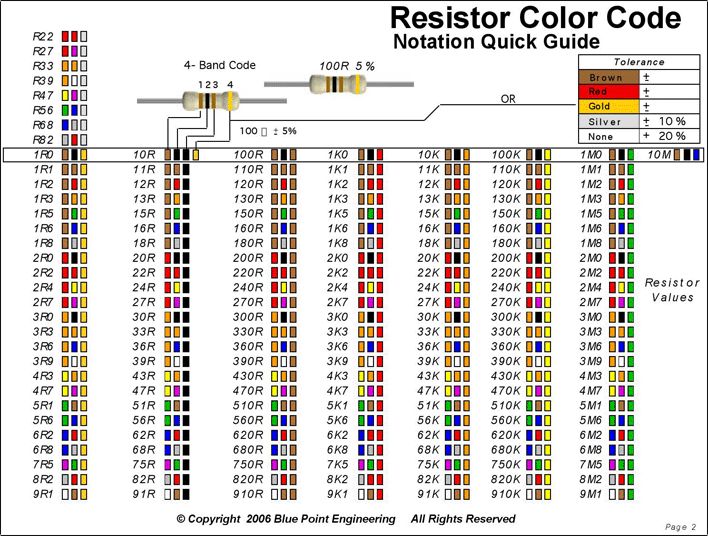 Resistor Color Code
Notation Quick Guide
R22
R27
R33
R39
R47
R56
R68
R82
4- Band Code
1 2 3 4
100R 5 %
100 ▯ ± 5%
OR
Tolerance
Brown ±
Red ±
Gold ±
Silver ± 10 %
None + 20 %
1R0 10R 100R 1K0 10K 100K 1M0 10M
1R1 11R 110R 1K1 11K 110K 1M1
1R2 12R 120R 1K2 12K 120K 1M2
1R3 13R 130R 1K3 13K 130K 1M3
1R5 15R 150R 1K5 15K 150K 1M5
1R6 16R 160R 1K6 16K 160K 1M6
1R8 18R 180R 1K8 18K 180K 1M8
2R0 20R 200R 2K0 20K 200K 2M0
2R2 22R 220R 2K2 22K 220K 2M2
2R4 24R 240R 2K4 24K 240K 2M4
2R7 27R 270R 2K7 27K 270K 2M7
3R0 30R 300R 3K0 30K 300K 3M0
3R3 33R 330R 3K3 33K 330K 3M3
3R6 36R 360R 3K6 36K 360K 3M6
3R9 39R 390R 3K9 39K 390K 3M9
4R3 43R 430R 4K3 43K 430K 4M3
4R7 47R 470R 4K7 47K 470K 4M7
5R1 51R 510R 5K1 51K 510K 5M1
5R6 56R 560R 5K6 56K 560K 5M6
6R2 62R 620R 6K2 62K 620K 6M2
6R8 68R 680R 6K8 68K 680K 6M8
7R5 75R 750R 7K5 75K 750K 7M5
8R2 82R 820R 8K2 82K 820K 8M2
9R1 91R 910R 9K1 91K 910K 9M1
Resistor
Values
© Copyright 2006 Blue Point Engineering All Rights Reserved
Page 2